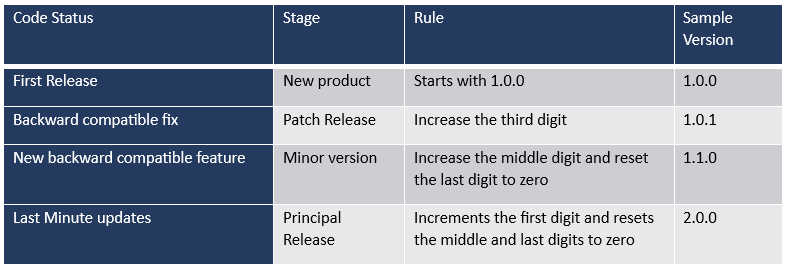 Code Status Stage Rule Sample
Version
First Release New product Starts with 1.0.0 1.0.0
Backward compatible fix Patch Release Increase the third digit 1.0.1
New backward compatible feature Minor version Increase the middle digit and reset 1.1.0
the last digit to zero
Last Minute updates Principal Increments the first digit and resets 2.0.0
Release the middle and last digits to zero